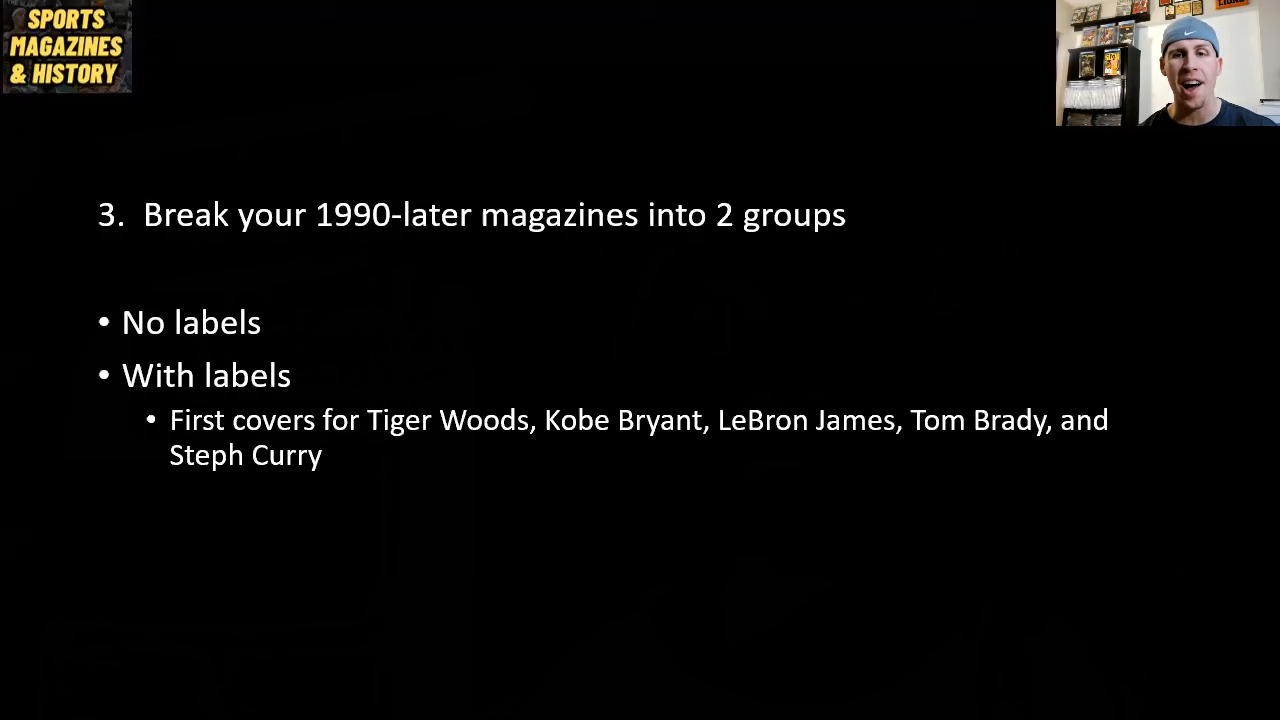 SPORTS
MAGAZINES
& HISTORY
3. Break your 1990-later magazines into 2 groups
• No labels
• With labels
• First covers for Tiger Woods, Kobe Bryant, LeBron James, Tom Brady, and
Steph Curry